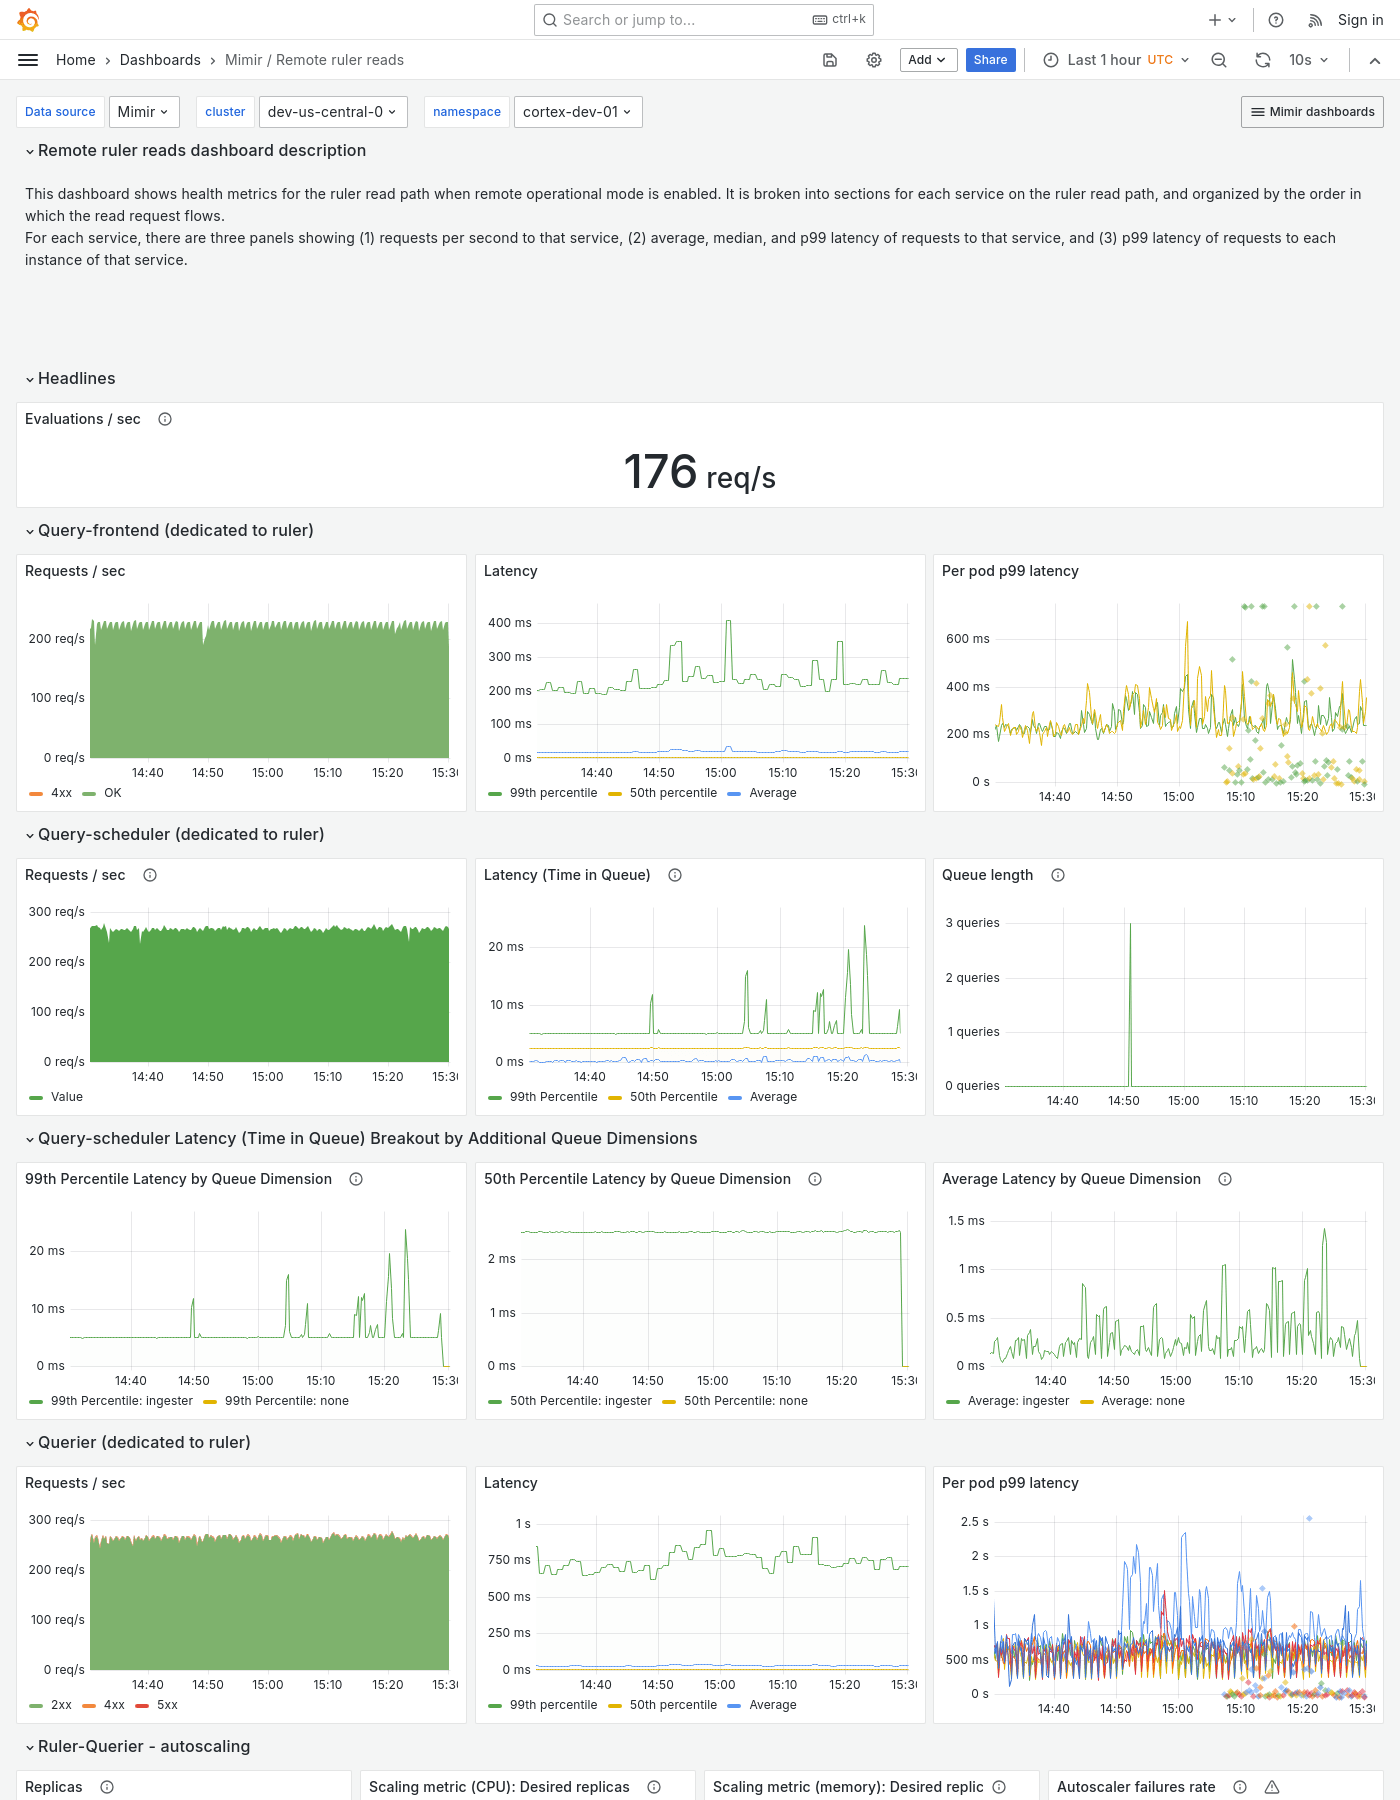 Search or jump to...
ctrl+k
Sign in
Home
Dashboards
Mimir / Remote ruler reads
Add
Share
Last 1 hour UTC
10s
Data source
Mimir
cluster
dev-us-central-0
namespace
cortex-dev-01
Mimir dashboards
Remote ruler reads dashboard description
This dashboard shows health metrics for the ruler read path when remote operational mode is enabled. It is broken into sections for each service on the ruler read path, and organized by the order in
which the read request flows.
For each service, there are three panels showing (1) requests per second to that service, (2) average, median, and p99 latency of requests to that service, and (3) p99 latency of requests to each
instance of that service.
Headlines
Evaluations / sec
176 req/s
Query-frontend (dedicated to ruler)
Requests / sec
200 req/s
100 req/s
0 req/s
14:40 14:50 15:00 15:10 15:20 15:30
4xx OK
Latency
400 ms
300 ms
200 ms
100 ms
0 ms
14:40 14:50 15:00 15:10 15:20 15:30
99th percentile 50th percentile Average
Per pod p99 latency
600 ms
400 ms
200 ms
0 s
14:40 14:50 15:00 15:10 15:20 15:30
Query-scheduler (dedicated to ruler)
Requests / sec
300 req/s
200 req/s
100 req/s
0 req/s
14:40 14:50 15:00 15:10 15:20 15:30
Value
Latency (Time in Queue)
20 ms
10 ms
0 ms
14:40 14:50 15:00 15:10 15:20 15:30
99th Percentile 50th Percentile Average
Queue length
3 queries
2 queries
1 queries
0 queries
14:40 14:50 15:00 15:10 15:20 15:30
Query-scheduler Latency (Time in Queue) Breakout by Additional Queue Dimensions
99th Percentile Latency by Queue Dimension
20 ms
10 ms
0 ms
14:40 14:50 15:00 15:10 15:20 15:30
99th Percentile: ingester 99th Percentile: none
50th Percentile Latency by Queue Dimension
2 ms
1 ms
0 ms
14:40 14:50 15:00 15:10 15:20 15:30
50th Percentile: ingester 50th Percentile: none
Average Latency by Queue Dimension
1.5 ms
1 ms
0.5 ms
0 ms
14:40 14:50 15:00 15:10 15:20 15:30
Average: ingester Average: none
Querier (dedicated to ruler)
Requests / sec
300 req/s
200 req/s
100 req/s
0 req/s
14:40 14:50 15:00 15:10 15:20 15:30
2xx 4xx 5xx
Latency
1 s
750 ms
500 ms
250 ms
0 ms
14:40 14:50 15:00 15:10 15:20 15:30
99th percentile 50th percentile Average
Per pod p99 latency
2.5 s
2 s
1.5 s
1 s
500 ms
0 s
14:40 14:50 15:00 15:10 15:20 15:30
Ruler-Querier - autoscaling
Replicas
Scaling metric (CPU): Desired replicas
Scaling metric (memory): Desired replic
Autoscaler failures rate